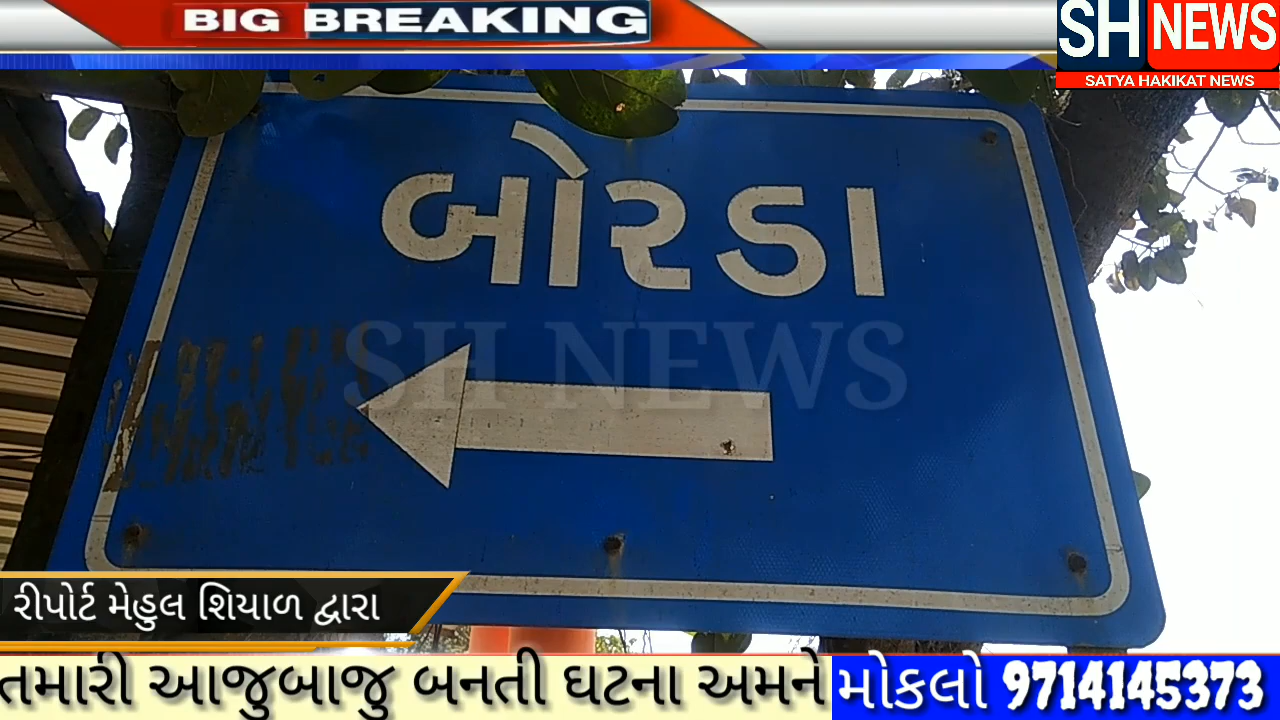 BIG BREAKING
SH NEWS
SATYA HAKIKAT NEWS
બોરડા
SH NEWS
રીપોર્ટ મેહુલ શિયાળ દ્વારા
તમારી આજુબાજુ બનતી ઘટના અમને મોકલો 9714145373